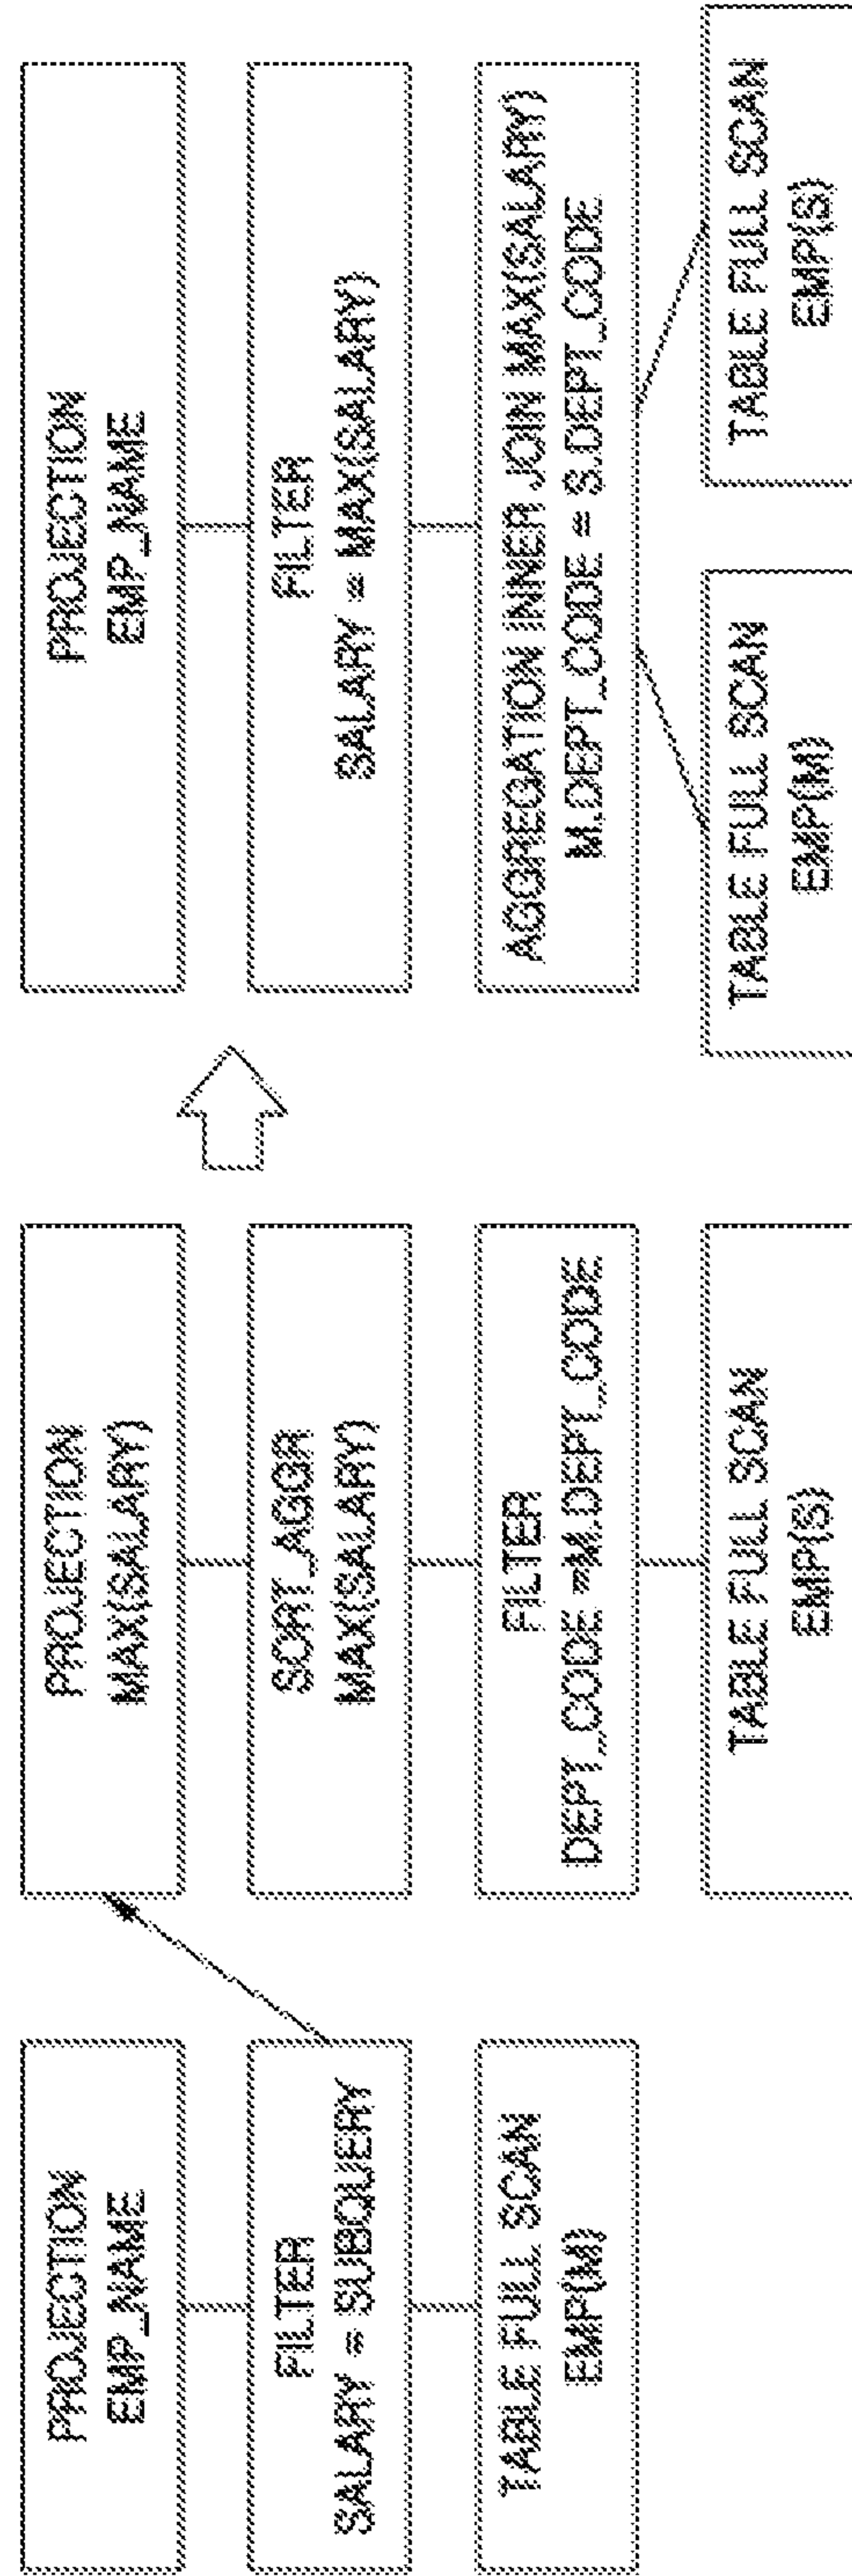 PROJECTION
EMP_NAME
FILTER
SALARY = SUBQUERY
TABLE FULL SCAN
EMP(M)
PROJECTION
MAX(SALARY)
SORT_AGGR
MAX(SALARY)
FILTER
DEPT_CODE =M.DEPT_CODE
TABLE FULL SCAN
EMP(S)
PROJECTION
EMP_NAME
FILTER
SALARY = MAX(SALARY)
AGGREGATION INNER JOIN MAX(SALARY)
M.DEPT_CODE = S.DEPT_CODE
TABLE FULL SCAN
EMP(M)
TABLE FULL SCAN
EMP(S)